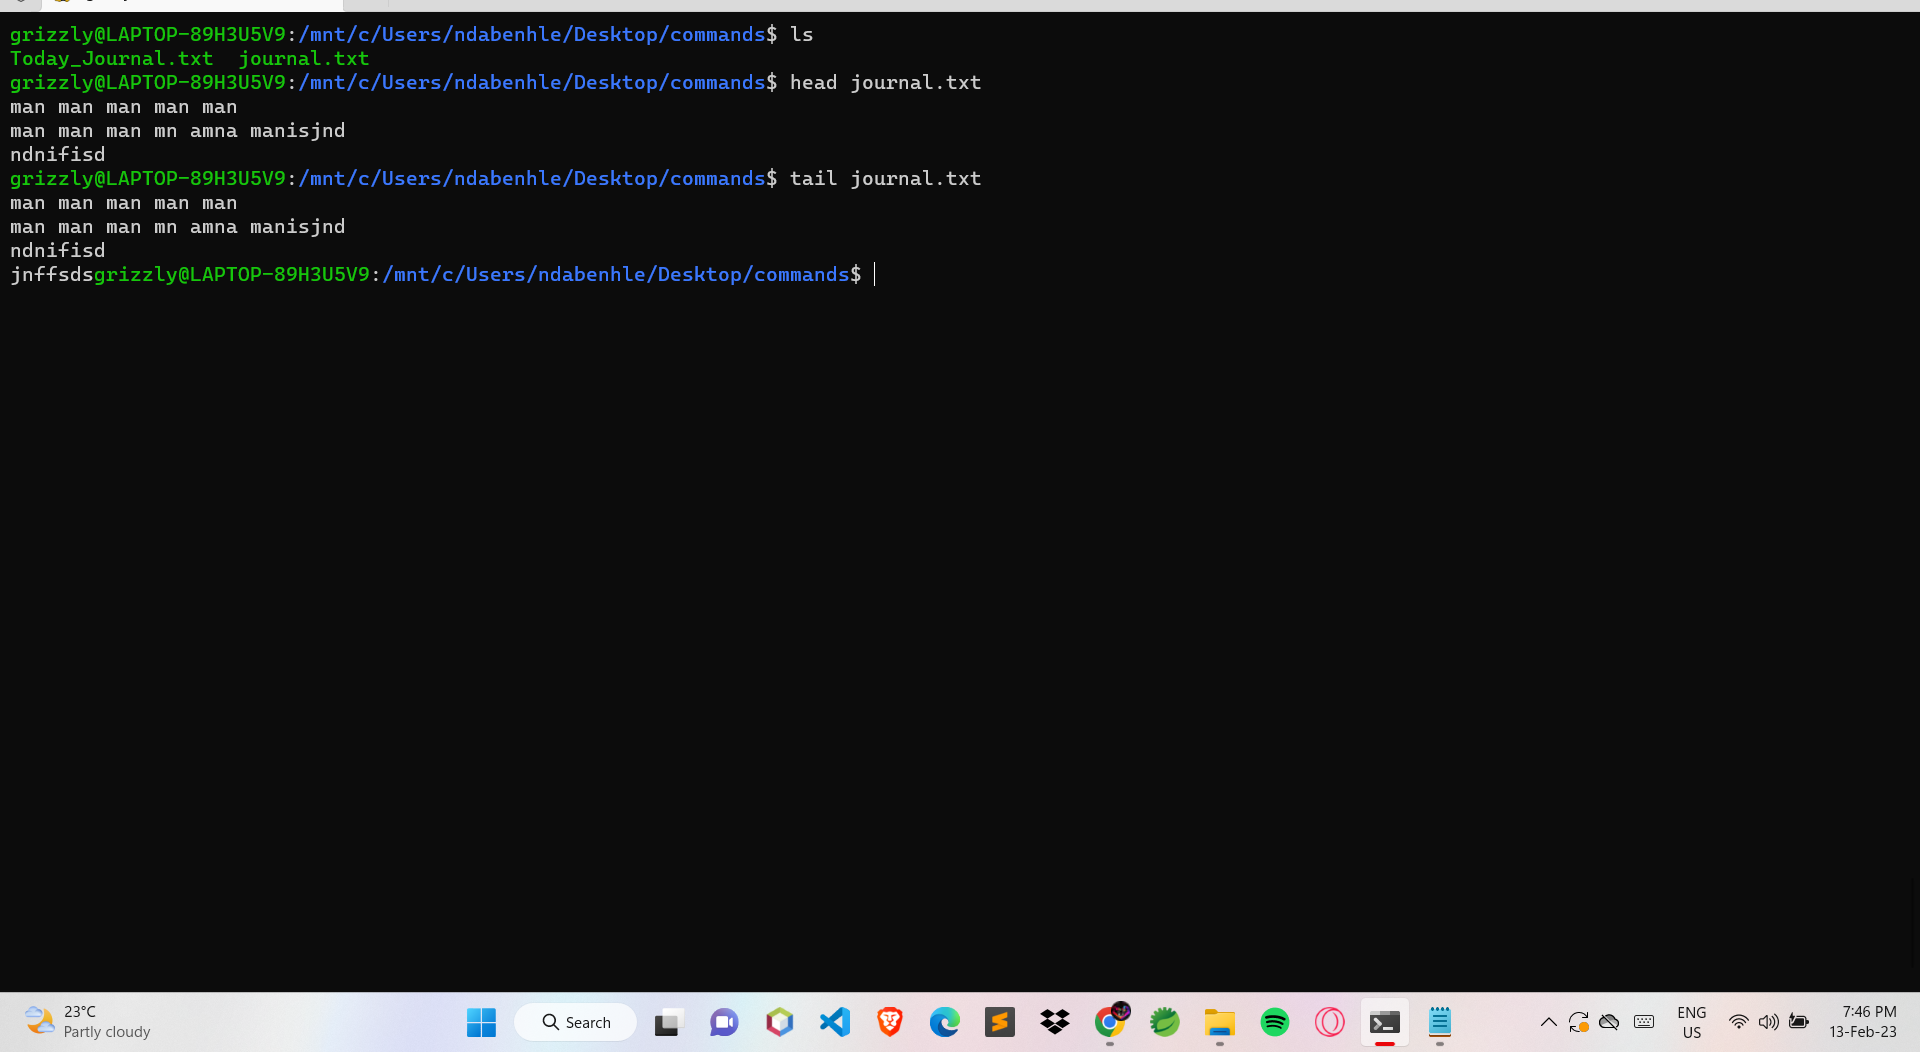 grizzly@LAPTOP-89H3U5V9:/mnt/c/Users/ndabenhle/Desktop/commands$ ls
Today_Journal.txt  journal.txt
grizzly@LAPTOP-89H3U5V9:/mnt/c/Users/ndabenhle/Desktop/commands$ head journal.txt
man man man man man
man man man mn amna manisjnd
ndnifisd
grizzly@LAPTOP-89H3U5V9:/mnt/c/Users/ndabenhle/Desktop/commands$ tail journal.txt
man man man man man
man man man mn amna manisjnd
ndnifisd
jnffsdsgrizzly@LAPTOP-89H3U5V9:/mnt/c/Users/ndabenhle/Desktop/commands$
23°C
Partly cloudy
Search
ENG
US
7:46 PM
13-Feb-23